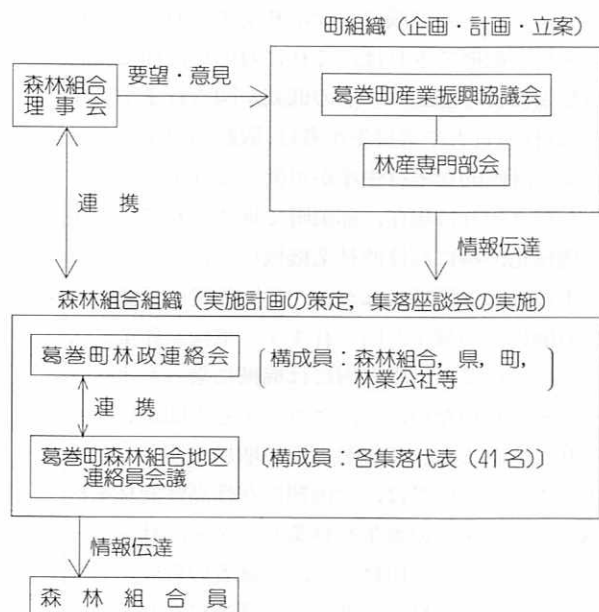 町組織（企画・計画・立案）
森林組合
理事会
要望・意見
葛巻町産業振興協議会
林産専門部会
連携
情報伝達
森林組合組織（実施計画の策定，集落座談会の実施）
葛巻町林政連絡会
〔構成員：森林組合，県，町，
林業公社等〕
連携
葛巻町森林組合地区
連絡員会議
〔構成員：各集落代表（41名）〕
情報伝達
森林組合員